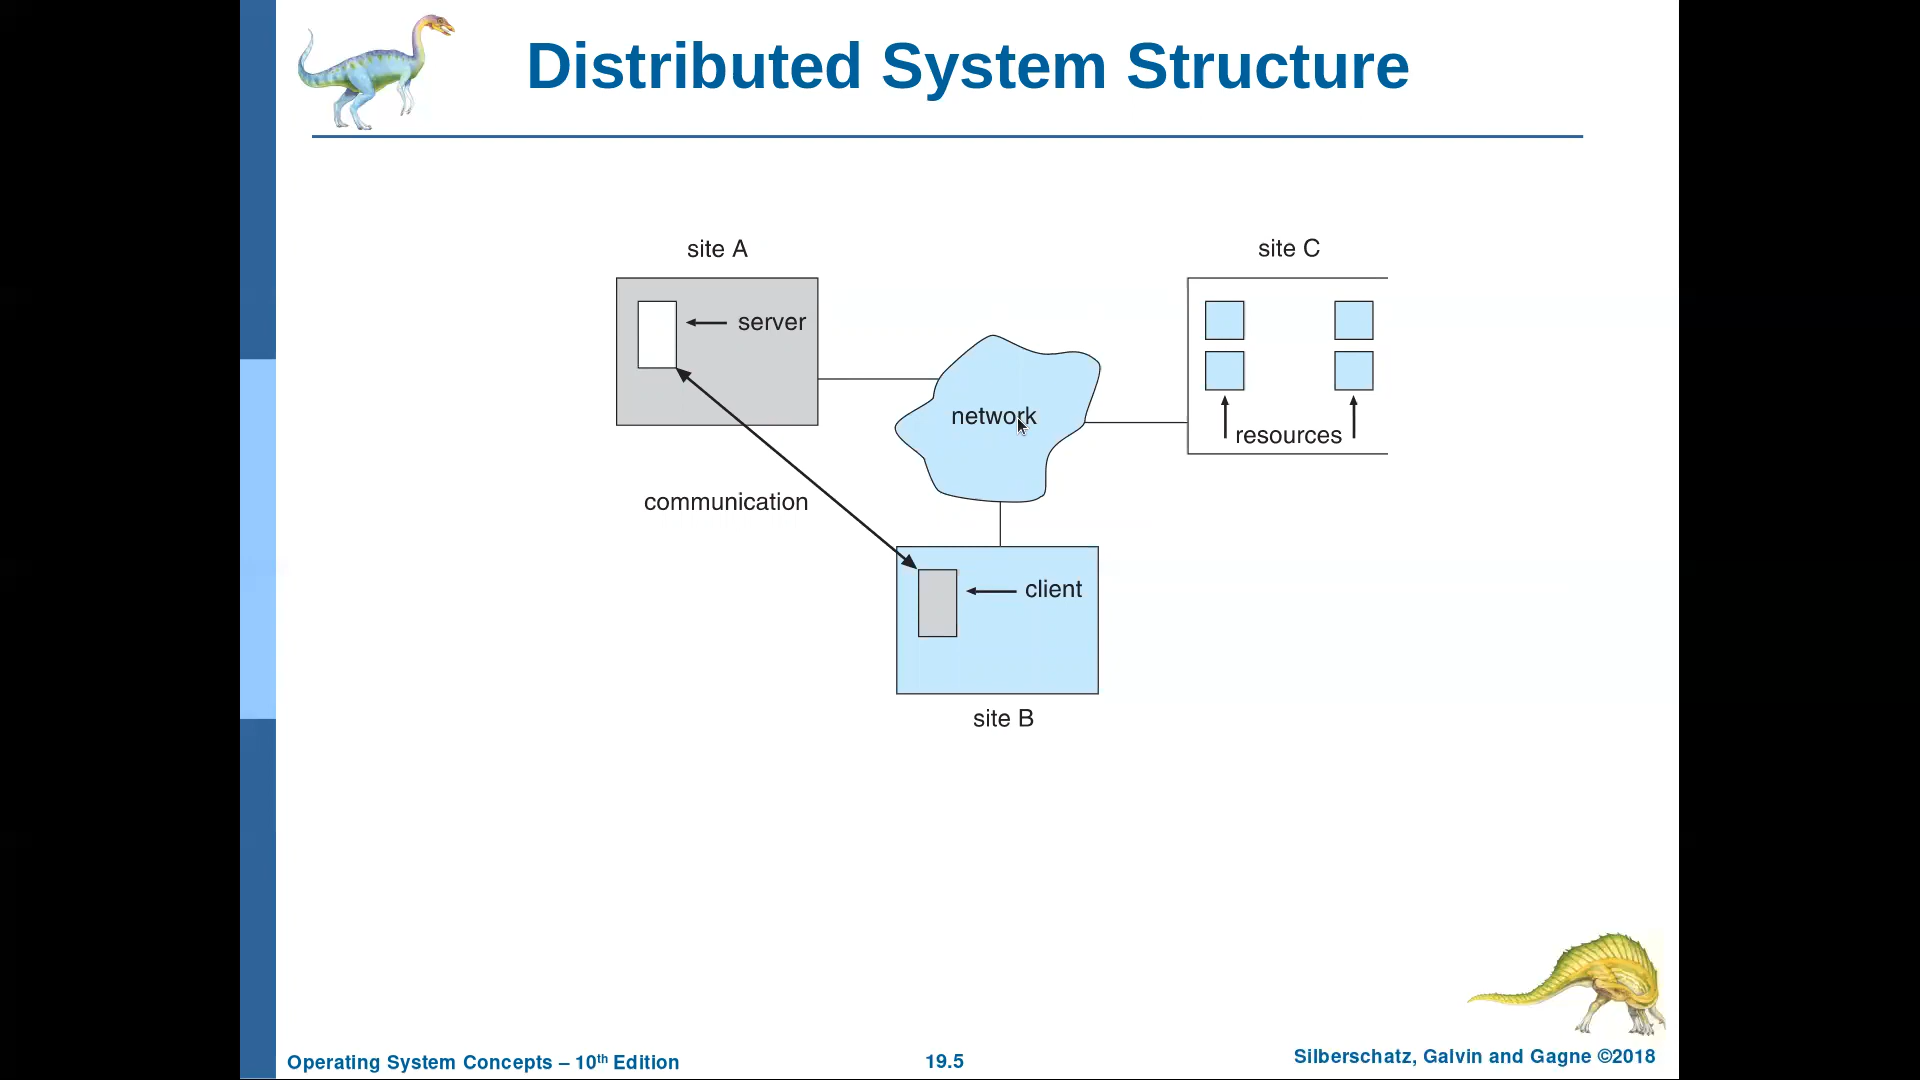 Distributed System Structure
site A
site C
server
network
resources
communication
client
site B
Operating System Concepts – 10th Edition
19.5
Silberschatz, Galvin and Gagne ©2018